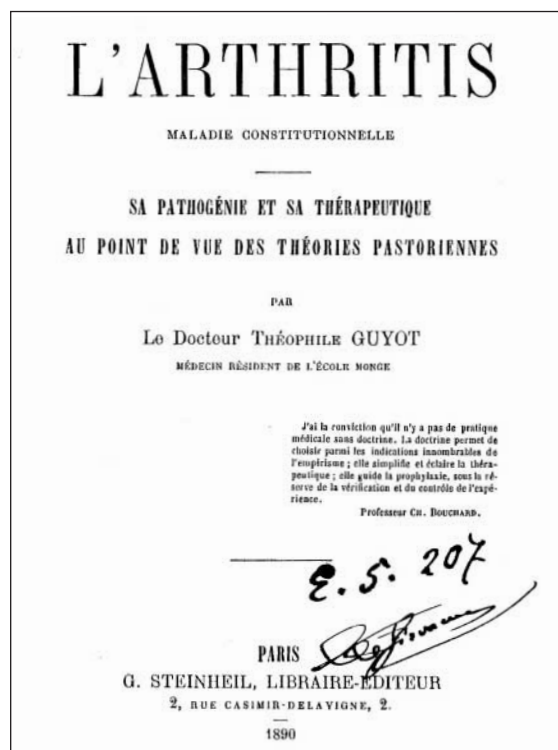 L'ARTHRITIS
MALADIE CONSTITUTIONNELLE
SA PATHOGÉNIE ET SA THÉRAPEUTIQUE
AU POINT DE VUE DES THÉORIES PASTORIENNES
PAR
Le Docteur THÉOPHILE GUYOT
MÉDECIN RÉSIDENT DE L'ÉCOLE MONGE
J'ai la conviction qu'il n'y a pas de pratique
médicale sans doctrine. La doctrine permet de
choisir parmi les indications innombrables de
l'empirisme ; elle simplifie et éclaire la théra-
peutique ; elle guide la prophylaxie, sous la ré-
serve de la vérification et du contrôle de l'expé-
rience.
Professeur CH. BOUCHARD.
E. S. 207
PARIS
G. STEINHEIL, LIBRAIRE-ÉDITEUR
2, RUE CASIMIR-DELAVIGNE, 2.
1890